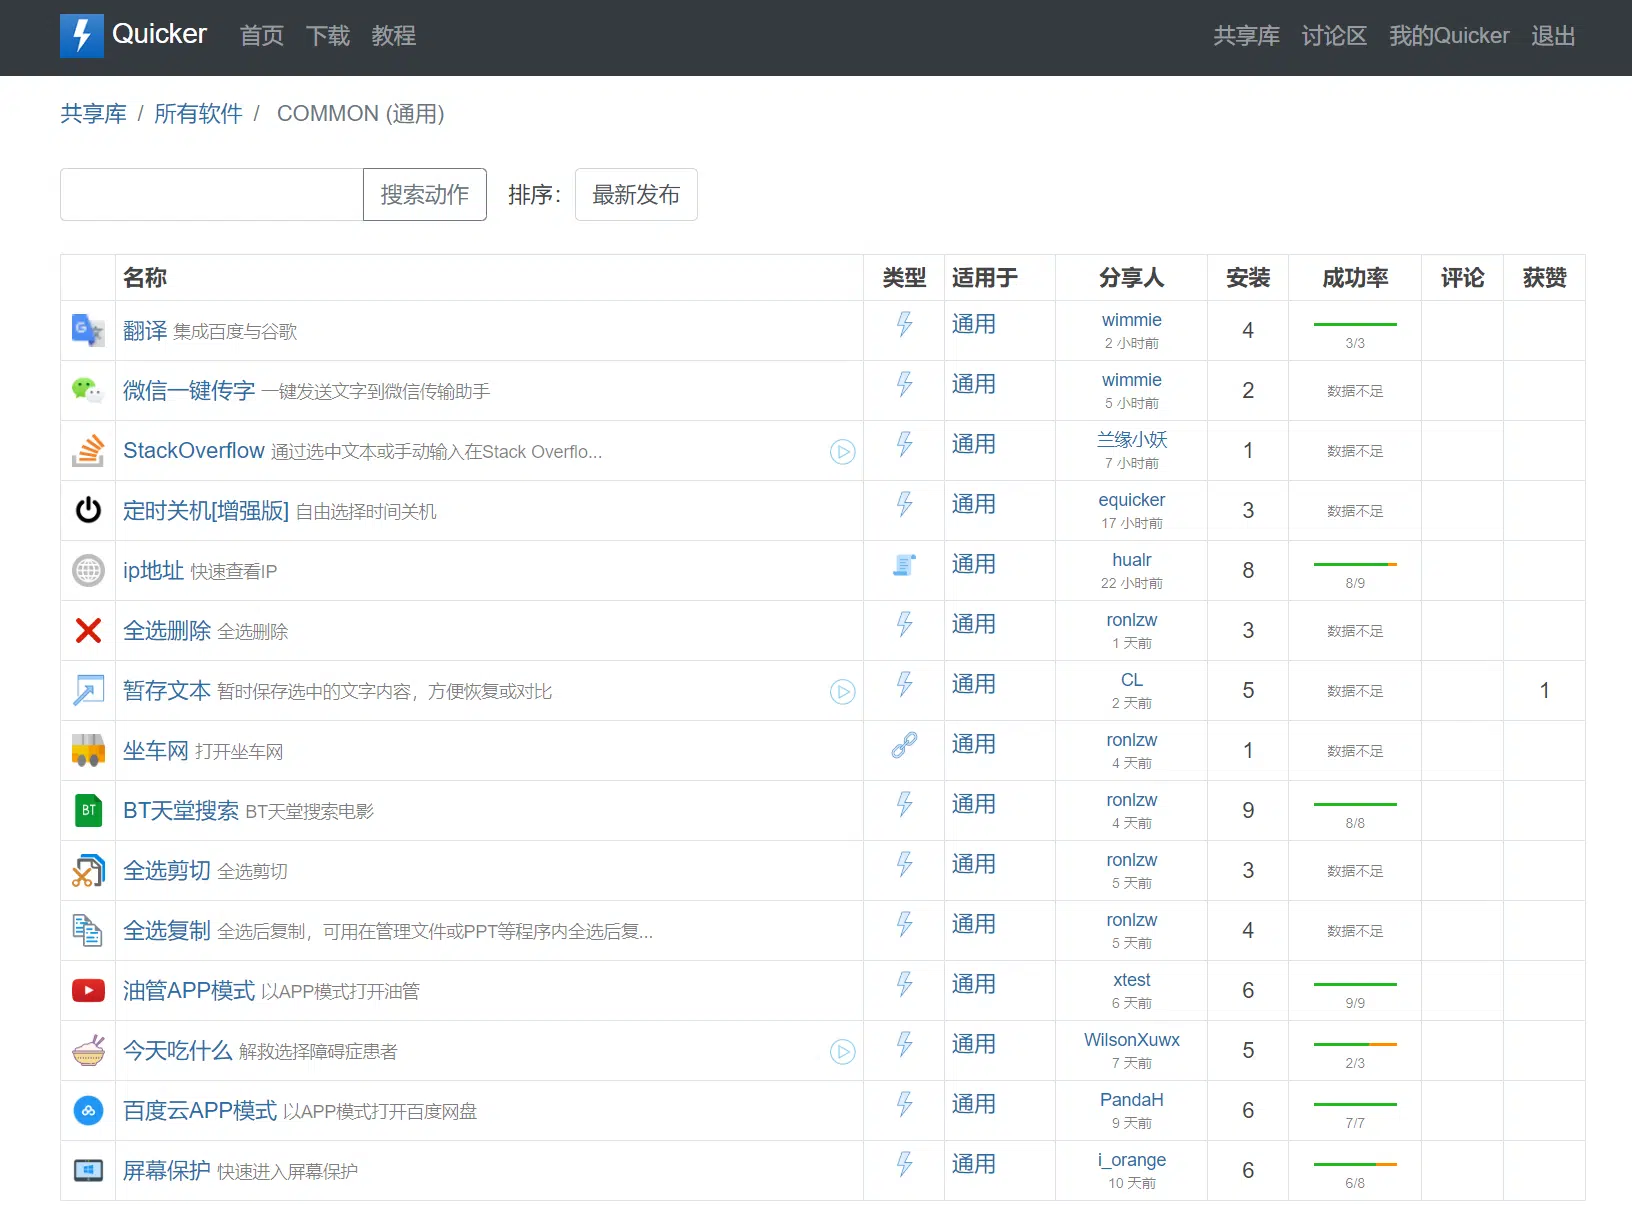 Quicker 首页 下载 教程 共享库 讨论区 我的Quicker 退出
共享库 / 所有软件 / COMMON (通用)
搜索动作 排序： 最新发布
名称 类型 适用于 分享人 安装 成功率 评论 获赞
翻译 集成百度与谷歌 通用 wimmie 4
2 小时前 3/3
微信一键传字 一键发送文字到微信传输助手 通用 wimmie 2 数据不足
5 小时前
StackOverflow 通过选中文本或手动输入在Stack Overflo... 通用 兰缘小妖 1 数据不足
7 小时前
定时关机[增强版] 自由选择时间关机 通用 equicker 3 数据不足
17 小时前
ip地址 快速查看IP 通用 hualr 8
22 小时前 8/9
全选删除 全选删除 通用 ronlzw 3 数据不足
1 天前
暂存文本 暂时保存选中的文字内容，方便恢复或对比 通用 CL 5 数据不足 1
2 天前
坐车网 打开坐车网 通用 ronlzw 1 数据不足
4 天前
BT BT天堂搜索 BT天堂搜索电影 通用 ronlzw 9
4 天前 8/8
全选剪切 全选剪切 通用 ronlzw 3 数据不足
5 天前
全选复制 全选后复制，可用在管理文件或PPT等程序内全选后复... 通用 ronlzw 4 数据不足
5 天前
油管APP模式 以APP模式打开油管 通用 xtest 6
6 天前 9/9
今天吃什么 解救选择障碍症患者 通用 WilsonXuwx 5
7 天前 2/3
百度云APP模式 以APP模式打开百度网盘 通用 PandaH 6
9 天前 7/7
屏幕保护 快速进入屏幕保护 通用 i_orange 6
10 天前 6/8